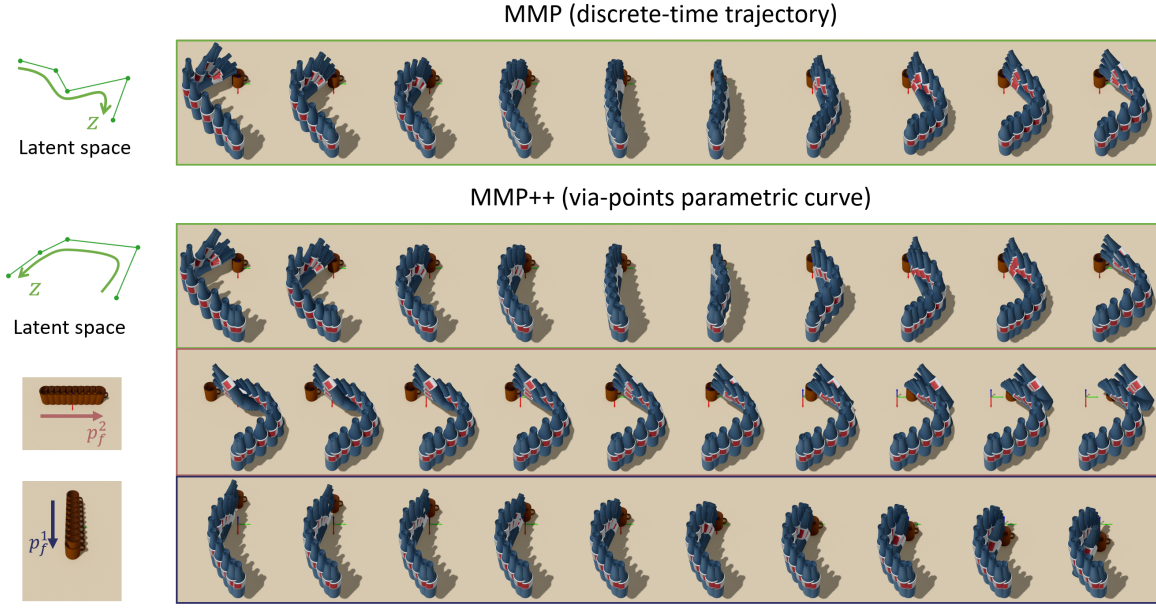 MMP (discrete-time trajectory)
z
Latent space
MMP++ (via-points parametric curve)
z
Latent space
p_f^2
p_f^1